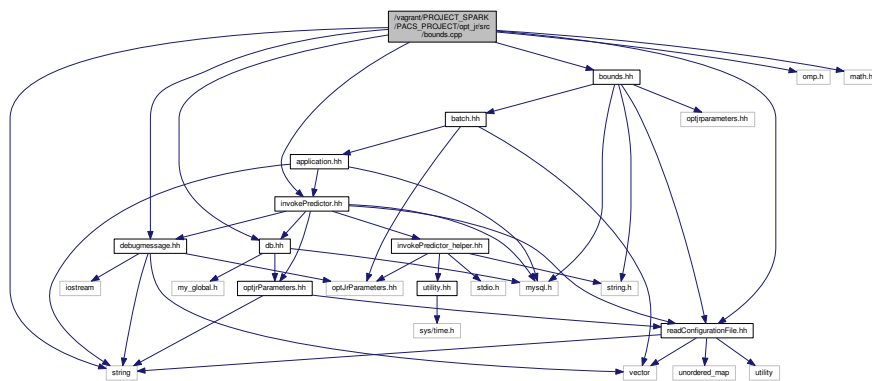 /vagrant/PROJECT_SPARK
/PACS_PROJECT/opt_jr/src
/bounds.cpp
bounds.hh
omp.h
math.h
batch.hh
optjrparameters.hh
application.hh
invokePredictor.hh
debugmessage.hh
db.hh
invokePredictor_helper.hh
iostream
my_global.h
optjrParameters.hh
optJrParameters.hh
utility.hh
stdio.h
mysql.h
string.h
sys/time.h
readConfigurationFile.hh
string
vector
unordered_map
utility